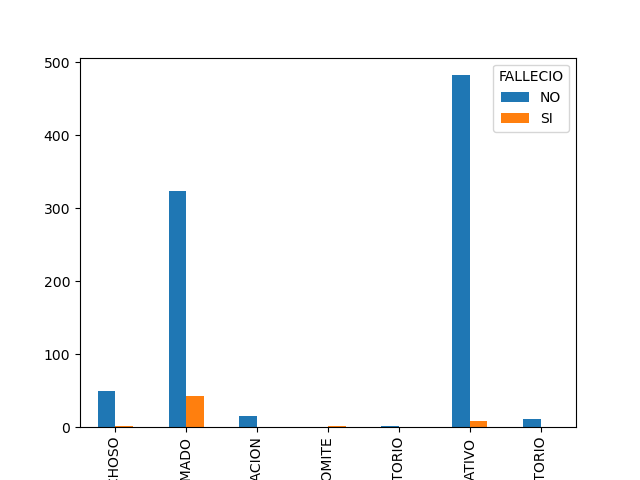 500
400
300
200
100
0
FALLECIO
NO
SI
CHOSO
MADO
ACION
OMITE
TORIO
ATIVO
TORIO